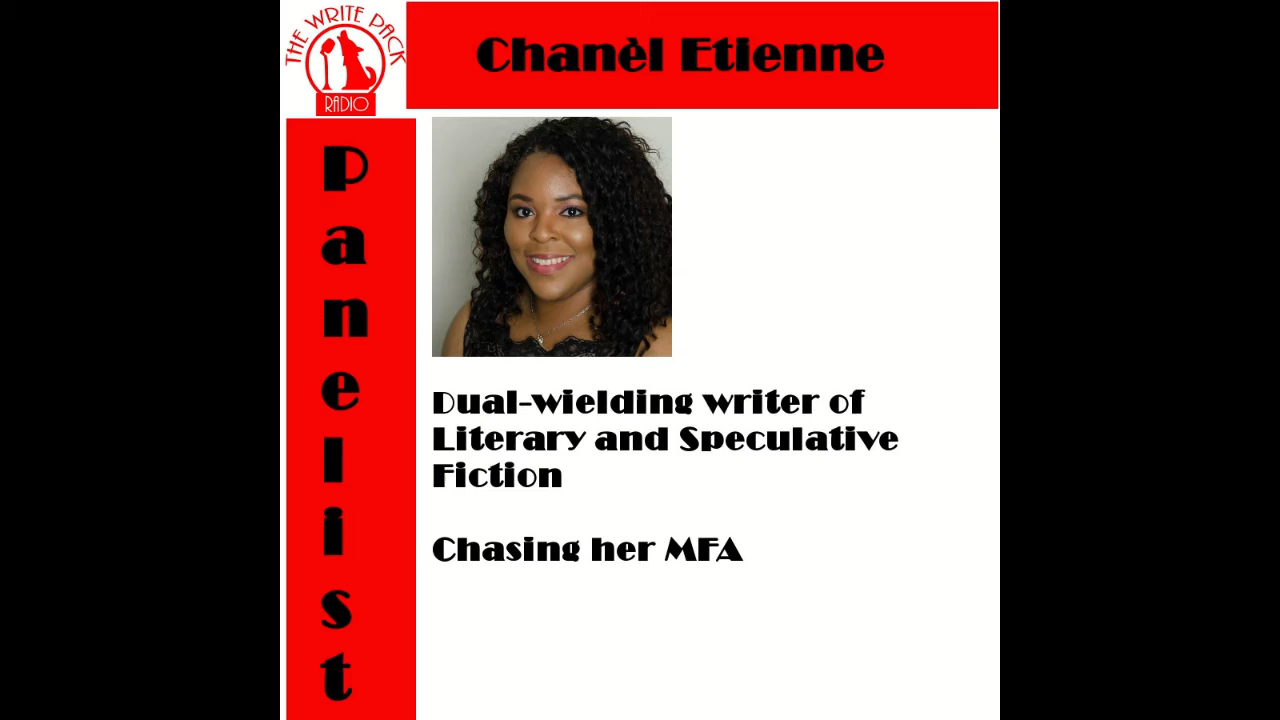 THE WRITE PACK
RADIO
Chanèl Etienne
Panelist
Dual-wielding writer of
Literary and Speculative
Fiction
Chasing her MFA